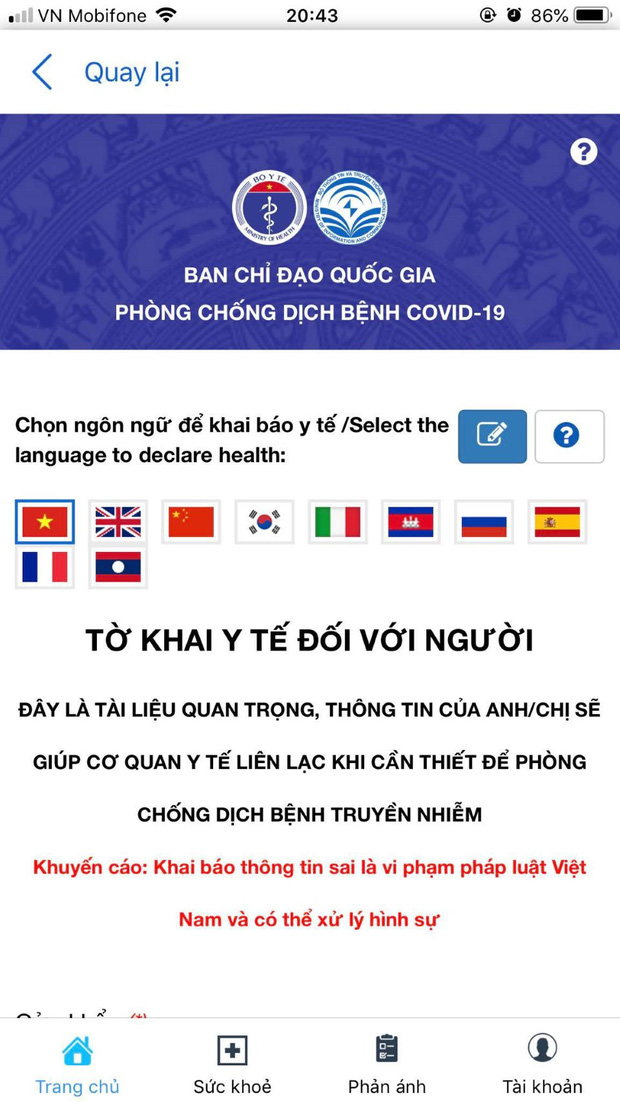 VN Mobifone
20:43
86%
Quay lại
?
BỘ Y TẾ
MINISTRY OF HEALTH
BAN CHỈ ĐẠO QUỐC GIA
PHÒNG CHỐNG DỊCH BỆNH COVID-19
Chọn ngôn ngữ để khai báo y tế /Select the
language to declare health:
?
TỜ KHAI Y TẾ ĐỐI VỚI NGƯỜI
ĐÂY LÀ TÀI LIỆU QUAN TRỌNG, THÔNG TIN CỦA ANH/CHỊ SẼ
GIÚP CƠ QUAN Y TẾ LIÊN LẠC KHI CẦN THIẾT ĐỂ PHÒNG
CHỐNG DỊCH BỆNH TRUYỀN NHIỄM
Khuyến cáo: Khai báo thông tin sai là vi phạm pháp luật Việt
Nam và có thể xử lý hình sự
Trang chủ
Sức khoẻ
Phản ánh
Tài khoản